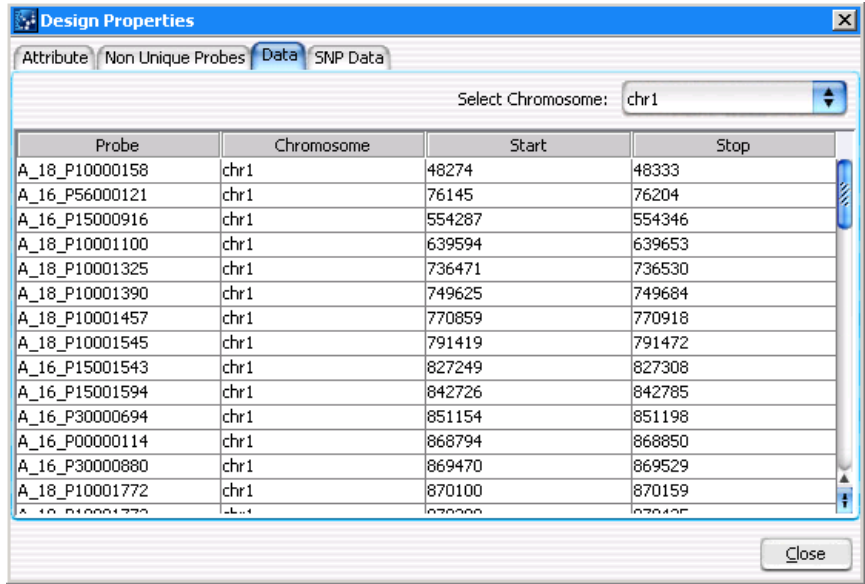 Design Properties
Attribute Non Unique Probes Data SNP Data
Select Chromosome: chr1
Probe Chromosome Start Stop
A_18_P10000158 chr1 48274 48333
A_16_P56000121 chr1 76145 76204
A_16_P15000916 chr1 554287 554346
A_18_P10001100 chr1 639594 639653
A_18_P10001325 chr1 736471 736530
A_18_P10001390 chr1 749625 749684
A_18_P10001457 chr1 770859 770918
A_18_P10001545 chr1 791419 791472
A_16_P15001543 chr1 827249 827308
A_16_P15001594 chr1 842726 842785
A_16_P30000694 chr1 851154 851198
A_16_P00000114 chr1 868794 868850
A_16_P30000880 chr1 869470 869529
A_18_P10001772 chr1 870100 870159
Close